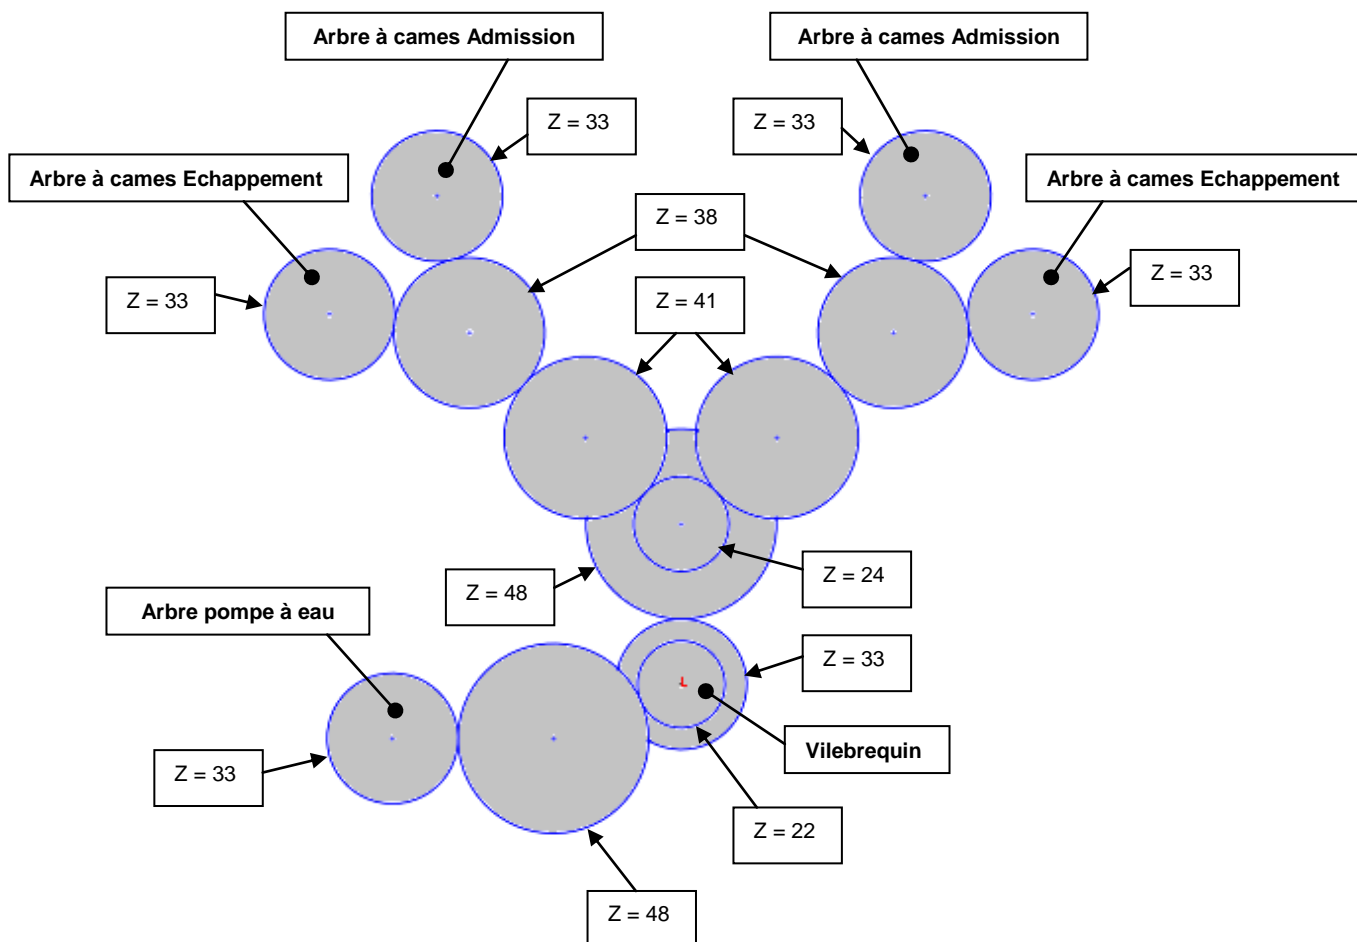 Arbre à cames Admission
Arbre à cames Admission
Z = 33
Z = 33
Arbre à cames Echappement
Arbre à cames Echappement
Z = 38
Z = 33
Z = 41
Z = 33
Z = 48
Z = 24
Arbre pompe à eau
Z = 33
Vilebrequin
Z = 33
Z = 22
Z = 48
L